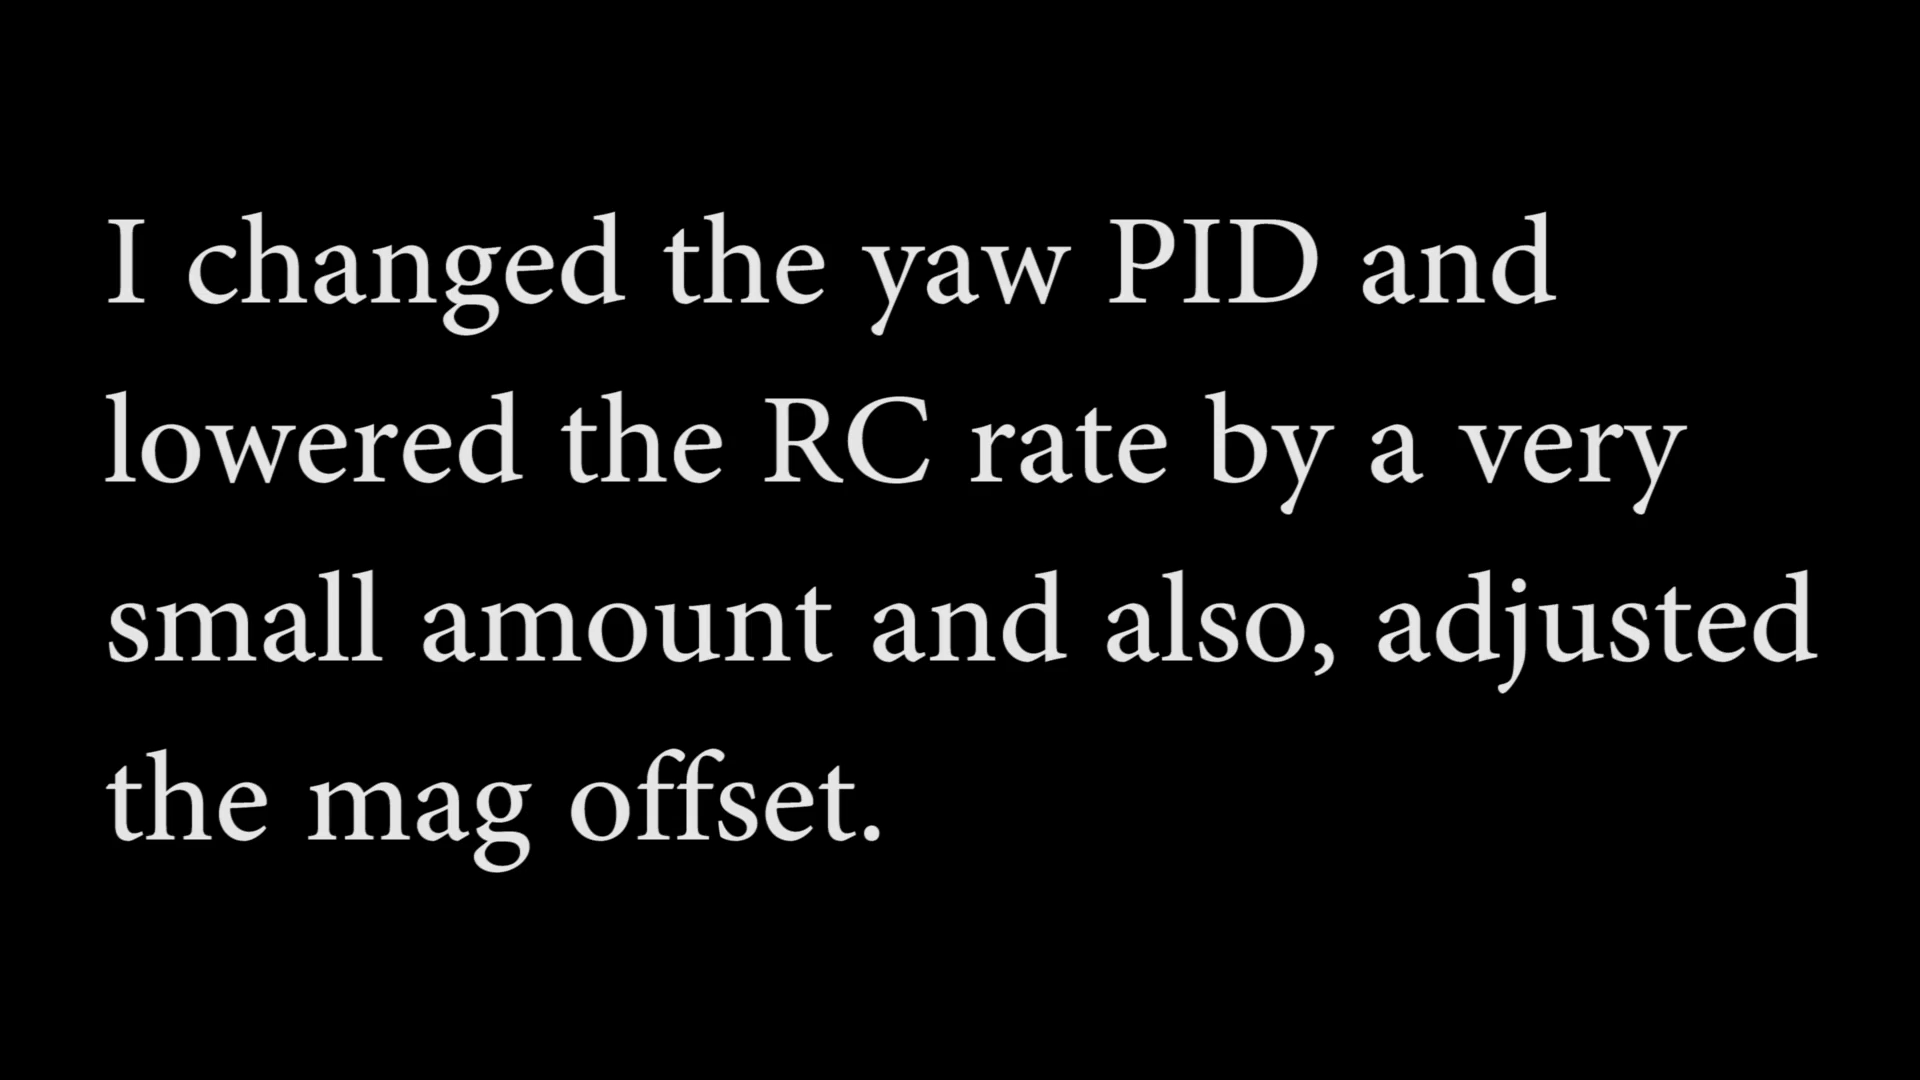 I changed the yaw PID and
lowered the RC rate by a very
small amount and also, adjusted
the mag offset.